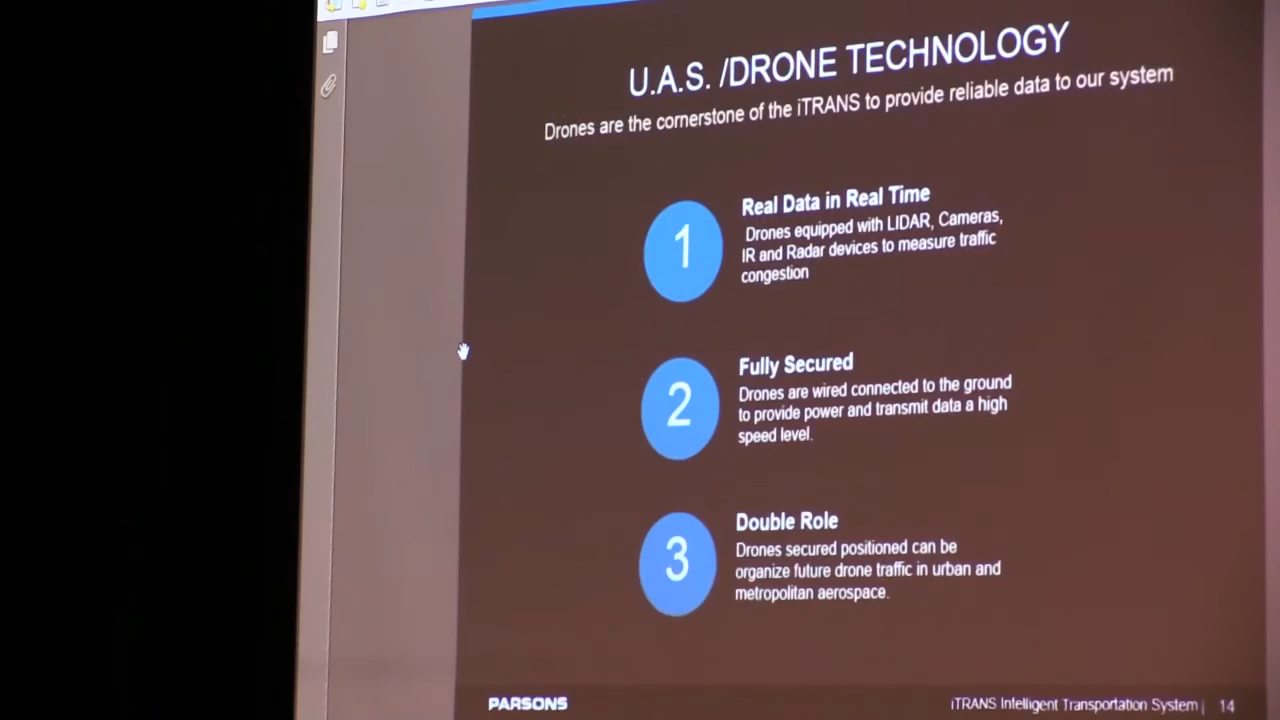 U.A.S. /DRONE TECHNOLOGY
Drones are the cornerstone of the iTRANS to provide reliable data to our system
1
Real Data in Real Time
Drones equipped with LIDAR, Cameras,
IR and Radar devices to measure traffic
congestion
2
Fully Secured
Drones are wired connected to the ground
to provide power and transmit data a high
speed level.
3
Double Role
Drones secured positioned can be
organize future drone traffic in urban and
metropolitan aerospace.
PARSONS
iTRANS Intelligent Transportation System | 14